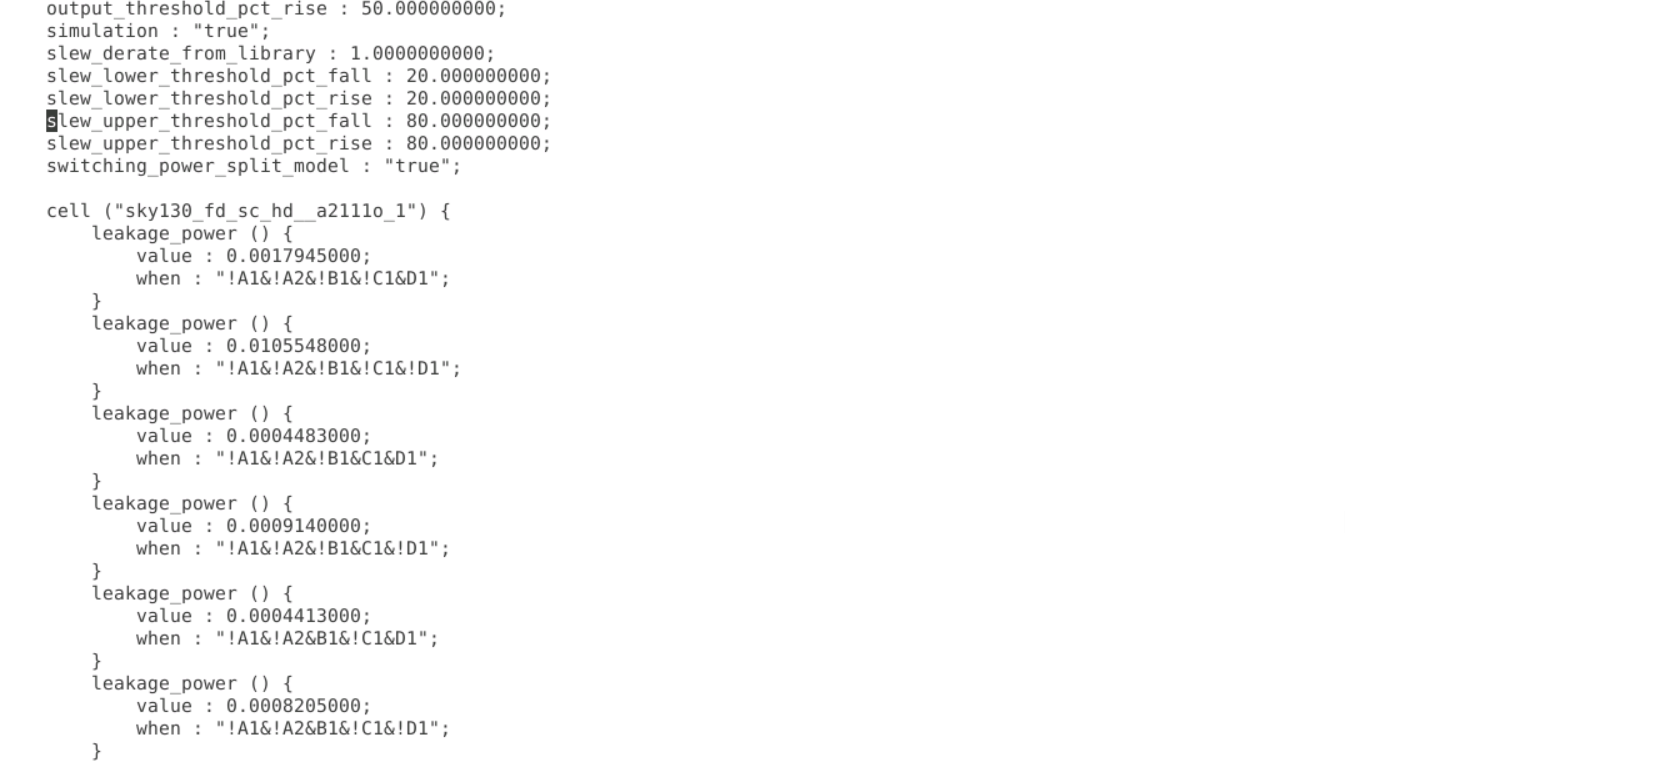 output_threshold_pct_rise : 50.000000000;
simulation : "true";
slew_derate_from_library : 1.0000000000;
slew_lower_threshold_pct_fall : 20.000000000;
slew_lower_threshold_pct_rise : 20.000000000;
slew_upper_threshold_pct_fall : 80.000000000;
slew_upper_threshold_pct_rise : 80.000000000;
switching_power_split_model : "true";
cell ("sky130_fd_sc_hd__a2111o_1") {
leakage_power () {
value : 0.0017945000;
when : "!A1&!A2&!B1&!C1&D1";
}
leakage_power () {
value : 0.0105548000;
when : "!A1&!A2&!B1&!C1&!D1";
}
leakage_power () {
value : 0.0004483000;
when : "!A1&!A2&!B1&C1&D1";
}
leakage_power () {
value : 0.0009140000;
when : "!A1&!A2&!B1&C1&!D1";
}
leakage_power () {
value : 0.0004413000;
when : "!A1&!A2&B1&!C1&D1";
}
leakage_power () {
value : 0.0008205000;
when : "!A1&!A2&B1&!C1&!D1";
}